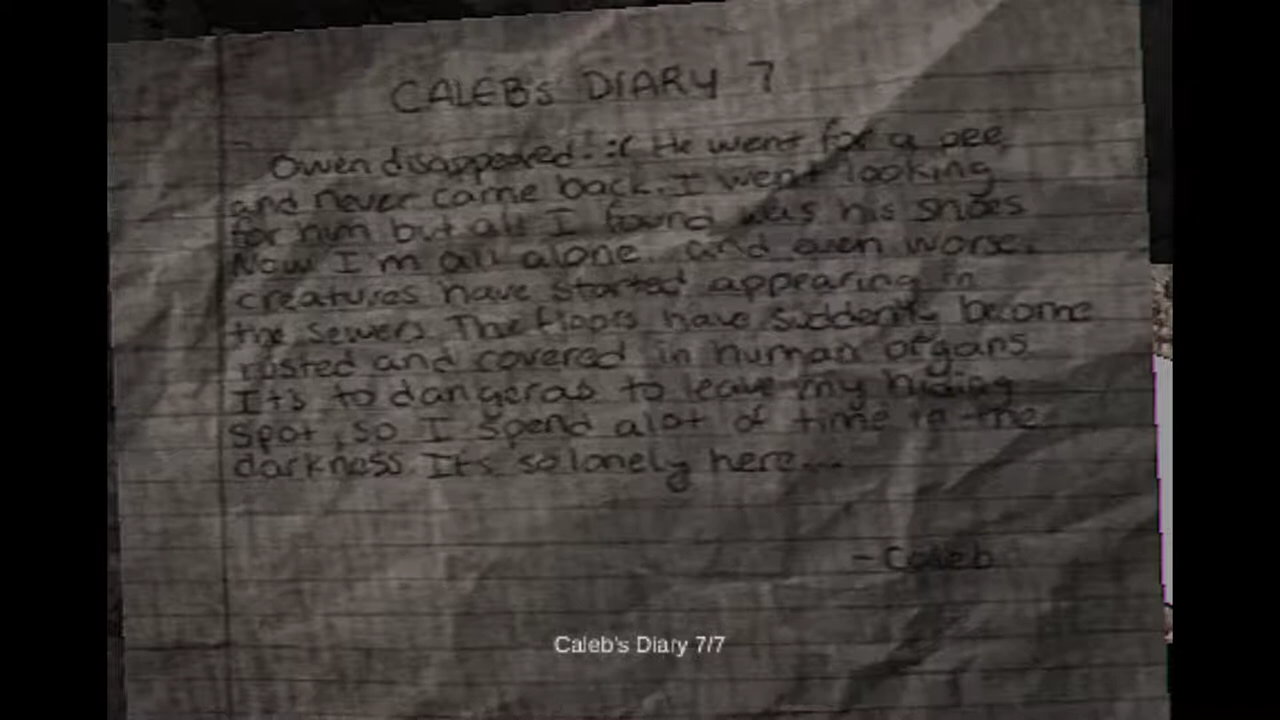 CALEB'S DIARY 7
Owen disappeared. :( He went for a pee
and never came back. I went looking
for him but all I found was his shoes
Now I'm all alone. and even worse.
creatures have started appearing in
the sewers. The floors have suddenly become
rusted and covered in human organs
It's to dangeras to leave my hiding
spot, so I spend alot of time in the
darkness. It's so lonely here...
-Caleb
Caleb's Diary 7/7